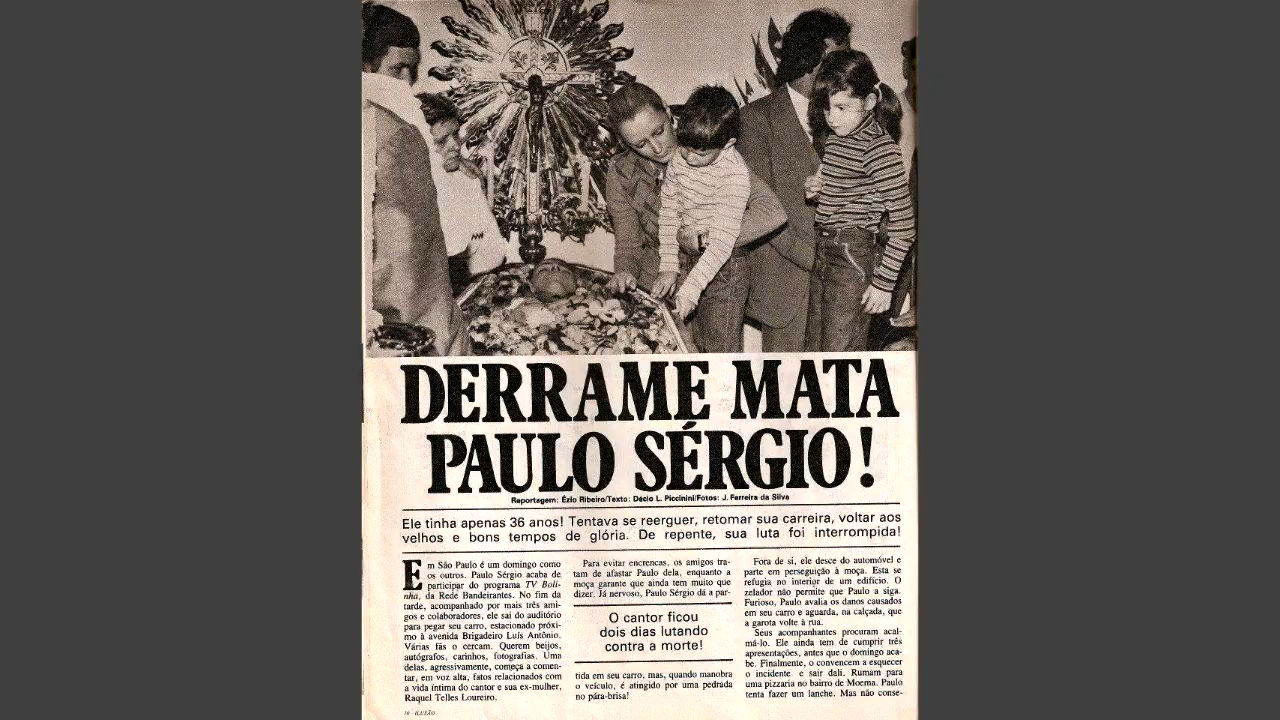 DERRAME MATA
PAULO SÉRGIO!
Reportagem: Ézio Ribeiro/Texto: Décio L. Piccinini/Fotos: J. Ferreira da Silva
Ele tinha apenas 36 anos! Tentava se reerguer, retomar sua carreira, voltar aos
velhos e bons tempos de glória. De repente, sua luta foi interrompida!
Em São Paulo é um domingo como
os outros. Paulo Sérgio acaba de
participar do programa TV Boli-
nha, da Rede Bandeirantes. No fim da
tarde, acompanhado por mais três ami-
gos e colaboradores, ele sai do auditório
para pegar seu carro, estacionado próxi-
mo à avenida Brigadeiro Luís Antônio.
Várias fãs o cercam. Querem beijos,
autógrafos, carinhos, fotografias. Uma
delas, agressivamente, começa a comen-
tar, em voz alta, fatos relacionados com
a vida íntima do cantor e sua ex-mulher,
Raquel Telles Loureiro.
Para evitar encrencas, os amigos tra-
tam de afastar Paulo dela, enquanto a
moça garante que ainda tem muito que
dizer. Já nervoso, Paulo Sérgio dá a par-
O cantor ficou
dois dias lutando
contra a morte!
tida em seu carro, mas, quando manobra
o veículo, é atingido por uma pedrada
no pára-brisa!
Fora de si, ele desce do automóvel e
parte em perseguição à moça. Esta se
refugia no interior de um edifício. O
zelador não permite que Paulo a siga.
Furioso, Paulo avalia os danos causados
em seu carro e aguarda, na calçada, que
a garota volte à rua.
Seus acompanhantes procuram acal-
má-lo. Ele ainda tem de cumprir três
apresentações, antes que o domingo aca-
be. Finalmente, o convencem a esquecer
o incidente e sair dali. Rumam para
uma pizzaria no bairro de Moema. Paulo
tenta fazer um lanche. Mas não conse-
ILUSÃO